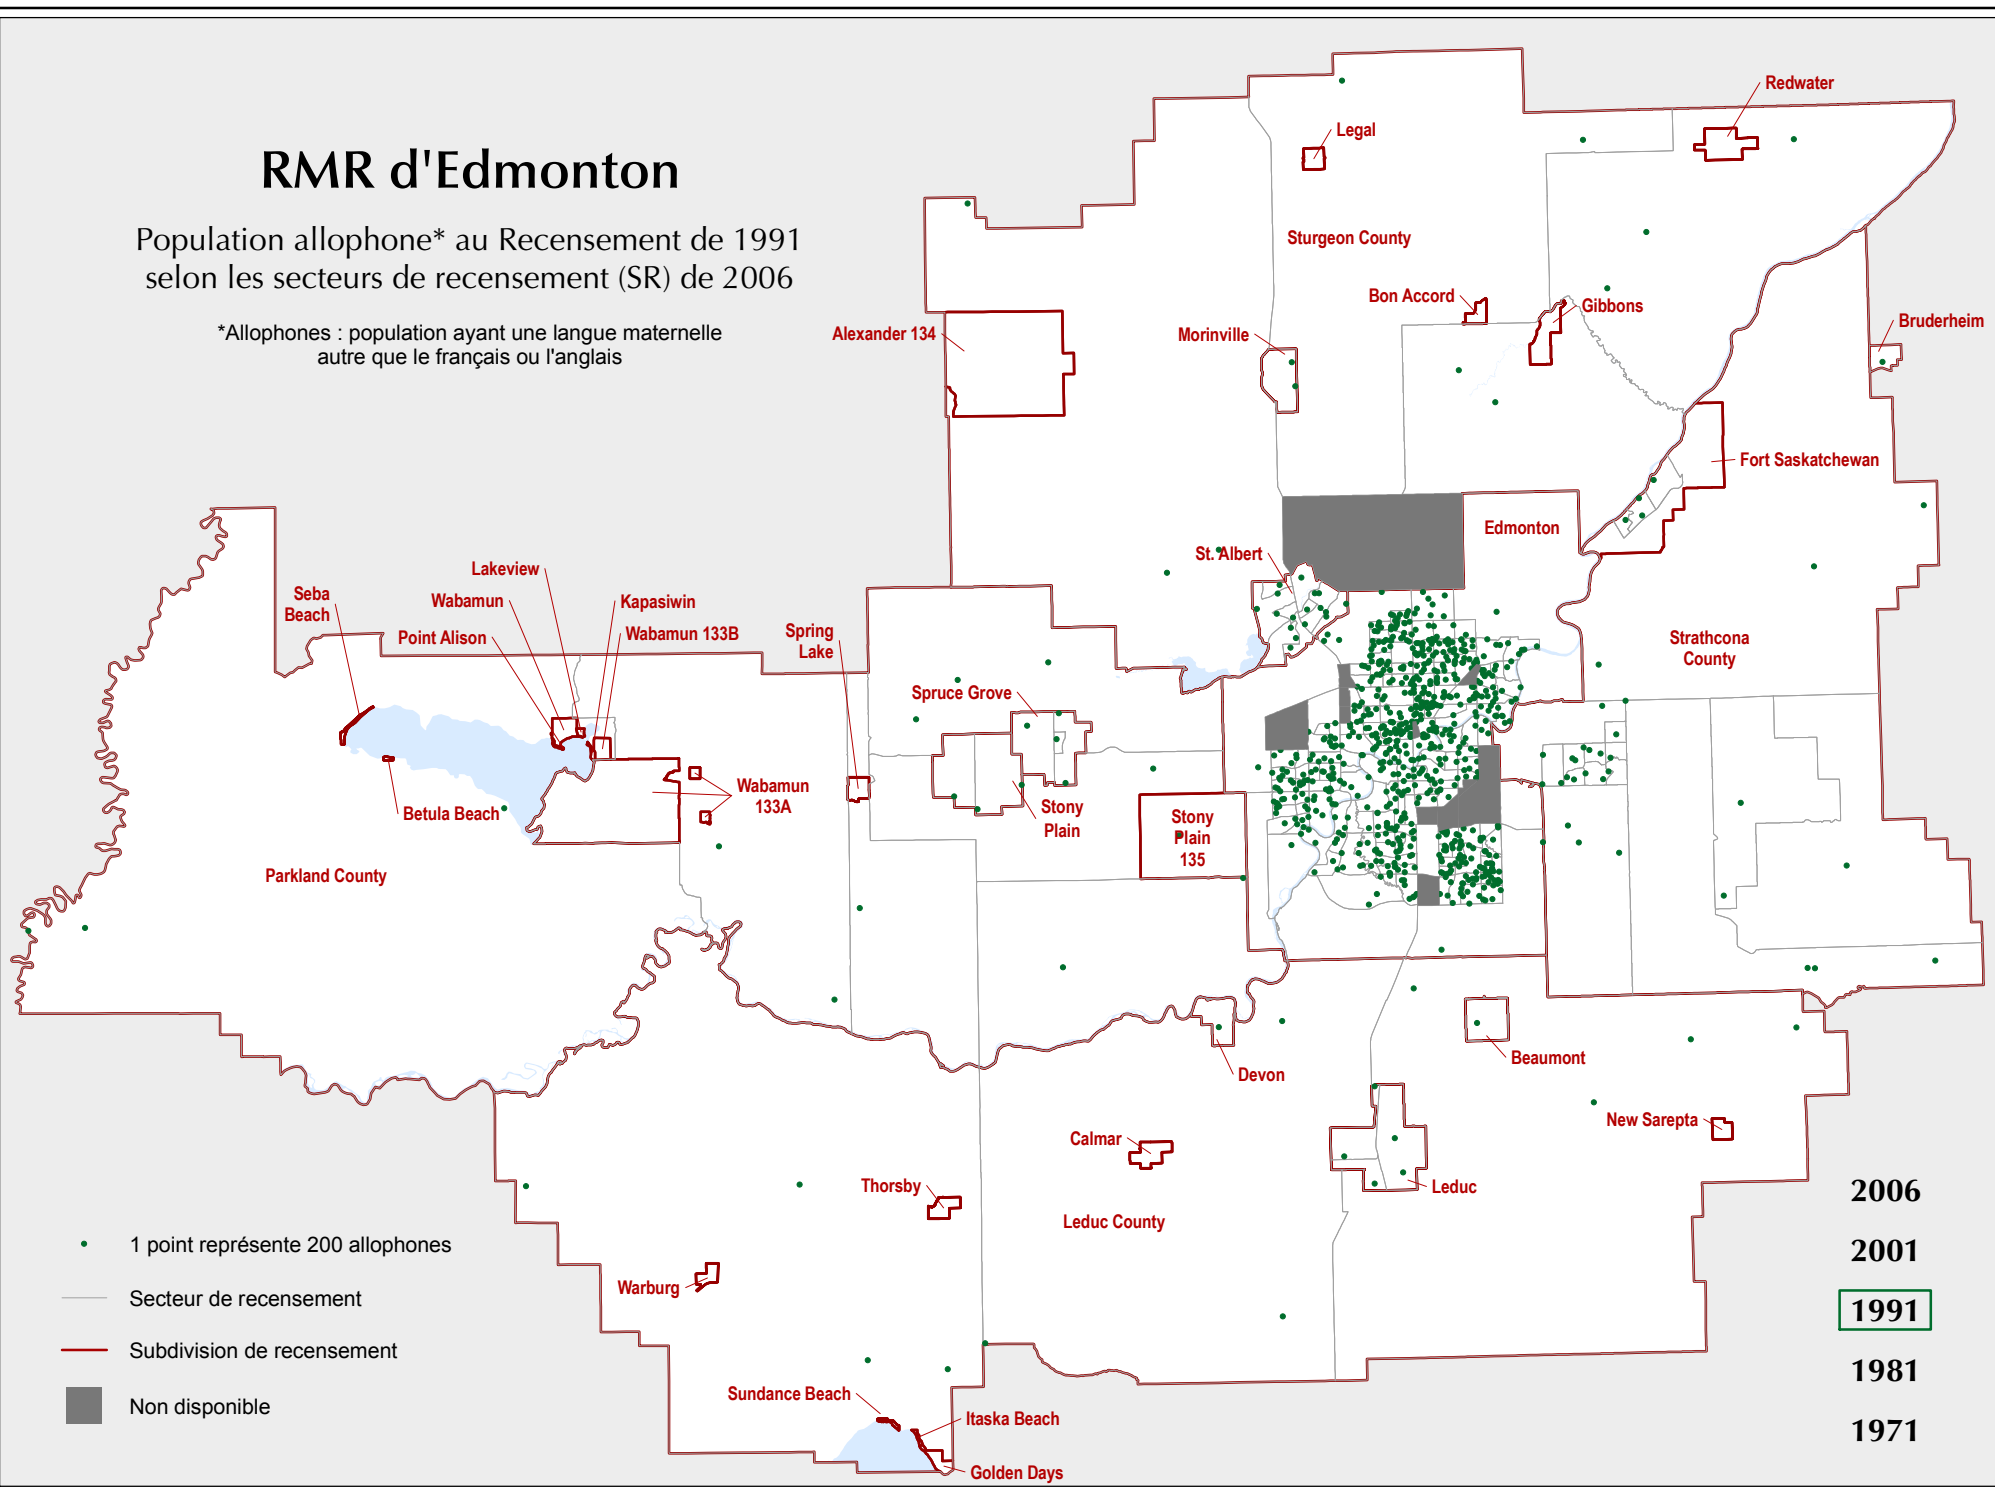 RMR d'Edmonton
Population allophone* au Recensement de 1991
selon les secteurs de recensement (SR) de 2006
*Allophones : population ayant une langue maternelle
autre que le français ou l'anglais
Redwater
Legal
Sturgeon County
Bon Accord
Gibbons
Bruderheim
Alexander 134
Morinville
Fort Saskatchewan
Edmonton
St. Albert
Lakeview
Seba
Beach
Wabamun
Kapasiwin
Point Alison
Wabamun 133B
Spring
Lake
Strathcona
County
Spruce Grove
Wabamun
133A
Betula Beach
Stony
Plain
Stony
Plain
135
Parkland County
Beaumont
Devon
New Sarepta
Calmar
Thorsby
Leduc
Leduc County
Warburg
Sundance Beach
Itaska Beach
Golden Days
1 point représente 200 allophones
Secteur de recensement
Subdivision de recensement
Non disponible
2006
2001
1991
1981
1971